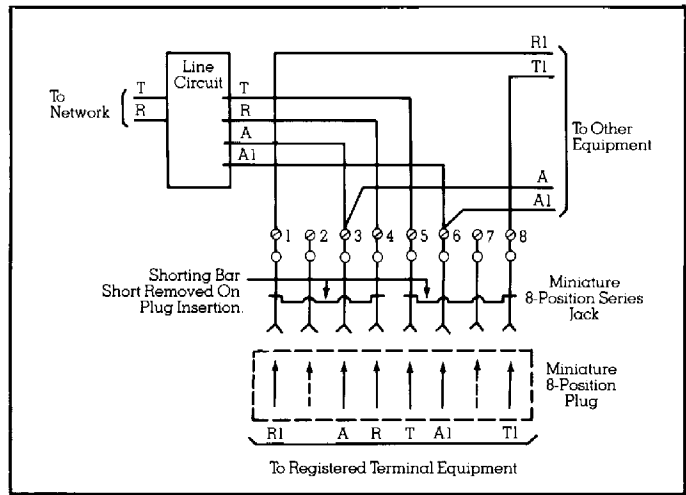 R1
T1
Line
Circuit
To
Network
T
R
T
R
A
A1
To Other
Equipment
A
A1
1 2 3 4 5 6 7 8
Shorting Bar
Short Removed On
Plug Insertion.
Miniature
8-Position Series
Jack
Miniature
8-Position
Plug
R1 A R T A1 T1
To Registered Terminal Equipment